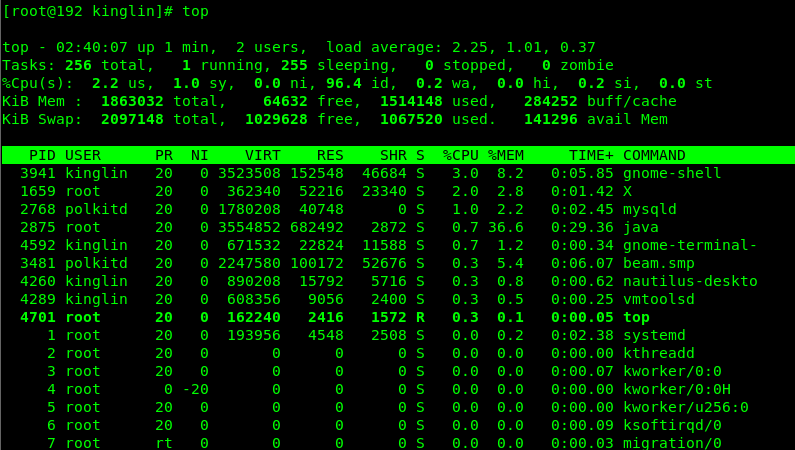 [root@192 kinglin]# top
top - 02:40:07 up 1 min,  2 users,  load average: 2.25, 1.01, 0.37
Tasks: 256 total,   1 running, 255 sleeping,   0 stopped,   0 zombie
%Cpu(s):  2.2 us,  1.0 sy,  0.0 ni, 96.4 id,  0.2 wa,  0.0 hi,  0.2 si,  0.0 st
KiB Mem :  1863032 total,    64632 free,  1514148 used,   284252 buff/cache
KiB Swap:  2097148 total,  1029628 free,  1067520 used.   141296 avail Mem
   PID USER      PR  NI    VIRT    RES    SHR S  %CPU %MEM     TIME+ COMMAND
  3941 kinglin   20   0 3523508 152548  46684 S   3.0  8.2   0:05.85 gnome-shell
  1659 root      20   0  362340  52216  23340 S   2.0  2.8   0:01.42 X
  2768 polkitd   20   0 1780208  40748      0 S   1.0  2.2   0:02.45 mysqld
  2875 root      20   0 3554852 682492   2872 S   0.7 36.6   0:29.36 java
  4592 kinglin   20   0  671532  22824  11588 S   0.7  1.2   0:00.34 gnome-terminal-
  3481 polkitd   20   0 2247580 100172  52676 S   0.3  5.4   0:06.07 beam.smp
  4260 kinglin   20   0  890208  15792   5716 S   0.3  0.8   0:00.62 nautilus-deskto
  4289 kinglin   20   0  608356   9056   2400 S   0.3  0.5   0:00.25 vmtoolsd
  4701 root      20   0  162240   2416   1572 R   0.3  0.1   0:00.05 top
     1 root      20   0  193956   4548   2508 S   0.0  0.2   0:02.38 systemd
     2 root      20   0       0      0      0 S   0.0  0.0   0:00.00 kthreadd
     3 root      20   0       0      0      0 S   0.0  0.0   0:00.07 kworker/0:0
     4 root       0 -20       0      0      0 S   0.0  0.0   0:00.00 kworker/0:0H
     5 root      20   0       0      0      0 S   0.0  0.0   0:00.00 kworker/u256:0
     6 root      20   0       0      0      0 S   0.0  0.0   0:00.09 ksoftirqd/0
     7 root      rt   0       0      0      0 S   0.0  0.0   0:00.03 migration/0